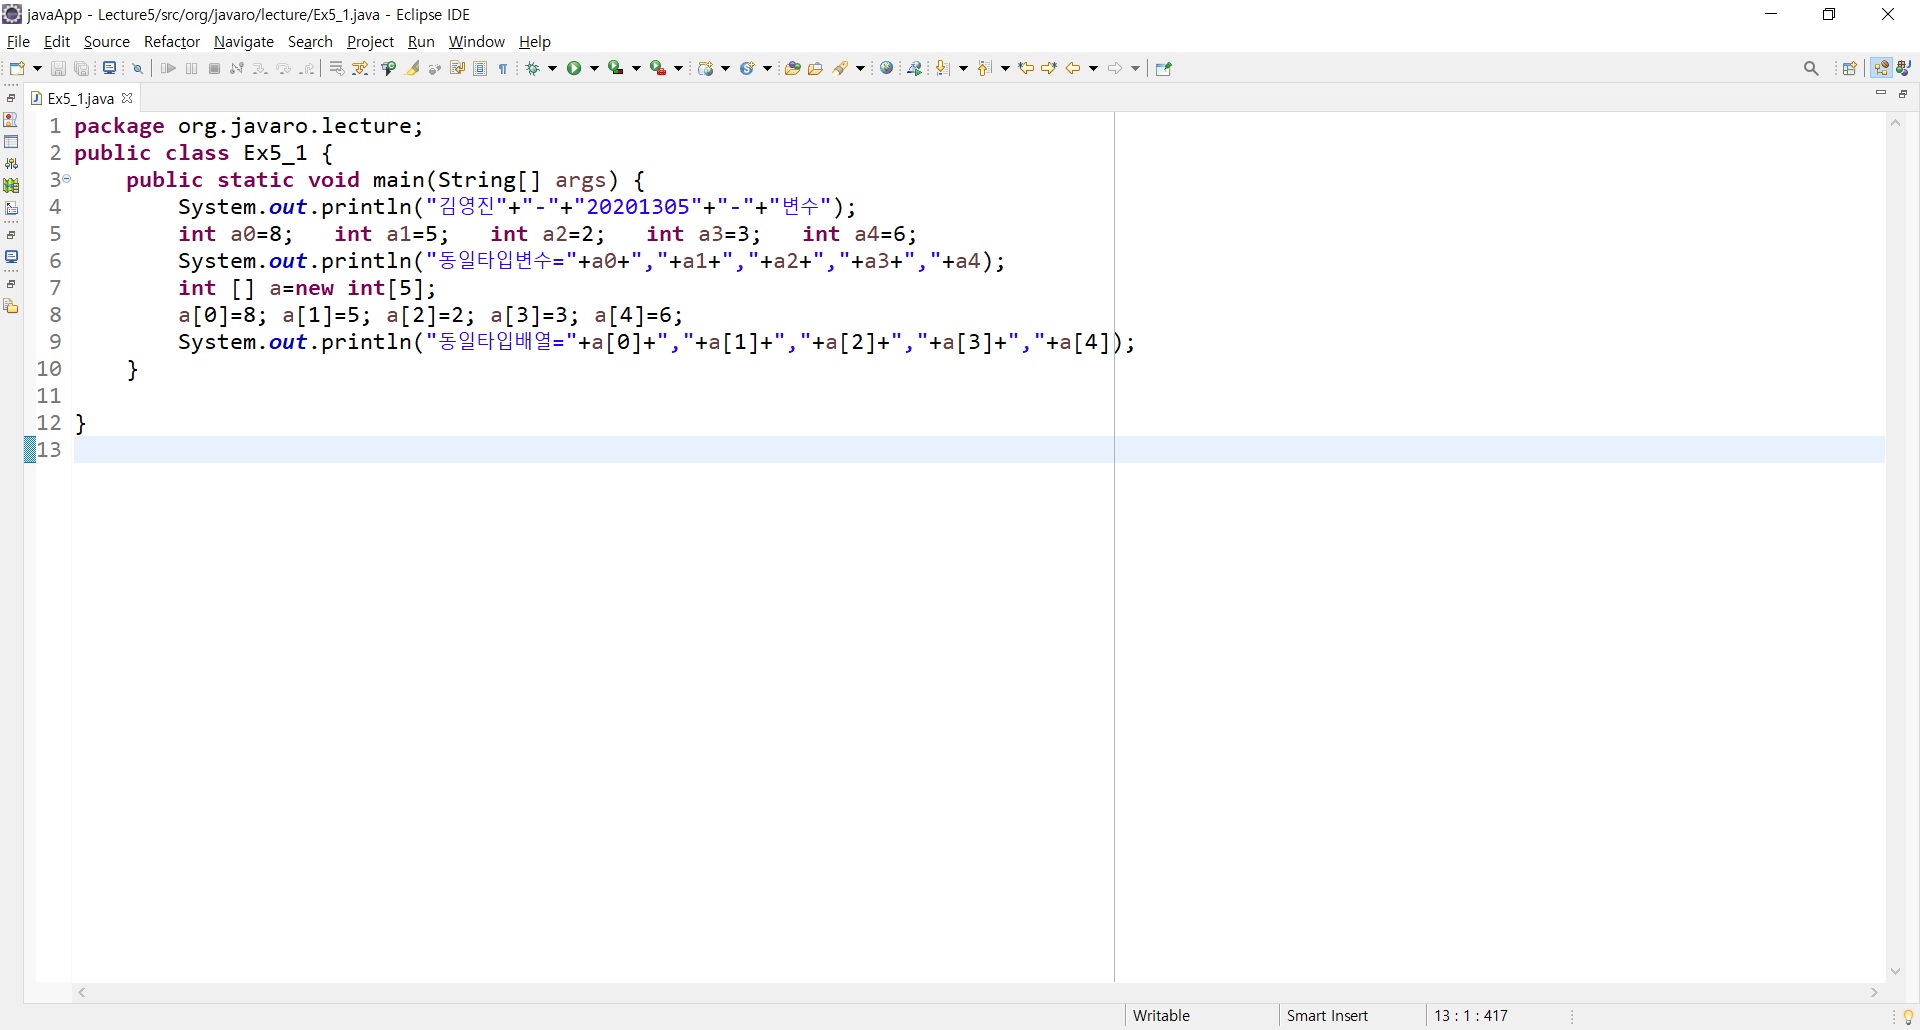 javaApp - Lecture5/src/org/javaro/lecture/Ex5_1.java - Eclipse IDE
File Edit Source Refactor Navigate Search Project Run Window Help
Ex5_1.java
1 package org.javaro.lecture;
2 public class Ex5_1 {
3 public static void main(String[] args) {
4 System.out.println("김영진"+"-"+"20201305"+"-"+"변수");
5 int a0=8; int a1=5; int a2=2; int a3=3; int a4=6;
6 System.out.println("동일타입변수="+a0+","+a1+","+a2+","+a3+","+a4);
7 int [] a=new int[5];
8 a[0]=8; a[1]=5; a[2]=2; a[3]=3; a[4]=6;
9 System.out.println("동일타입배열="+a[0]+","+a[1]+","+a[2]+","+a[3]+","+a[4]);
10 }
11
12 }
13
Writable Smart Insert 13 : 1 : 417